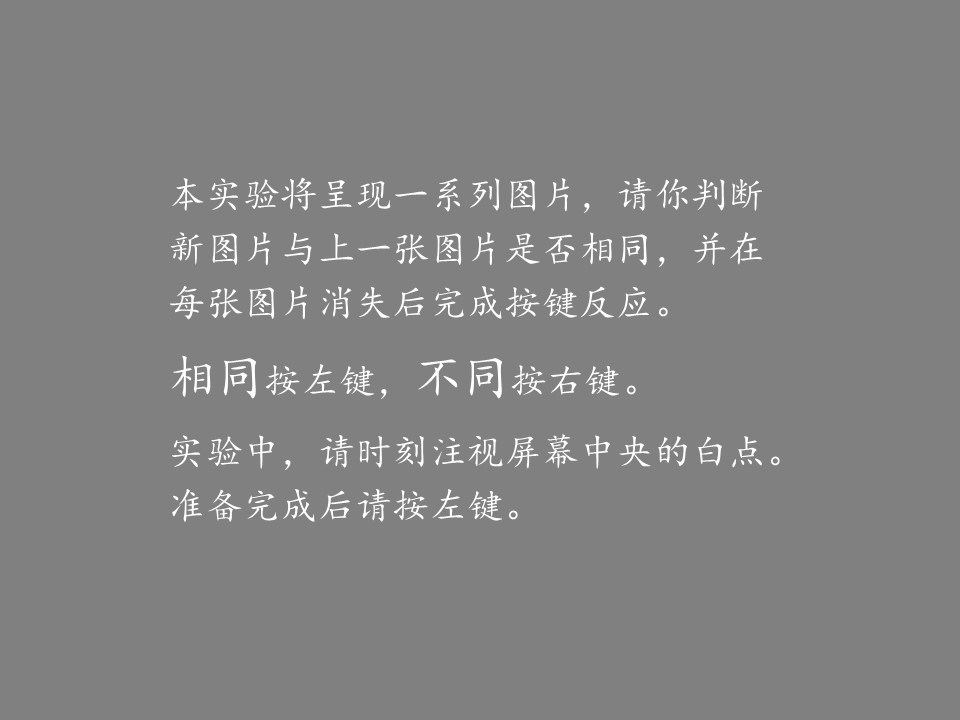 本实验将呈现一系列图片，请你判断
新图片与上一张图片是否相同，并在
每张图片消失后完成按键反应。
相同按左键，不同按右键。
实验中，请时刻注视屏幕中央的白点。
准备完成后请按左键。